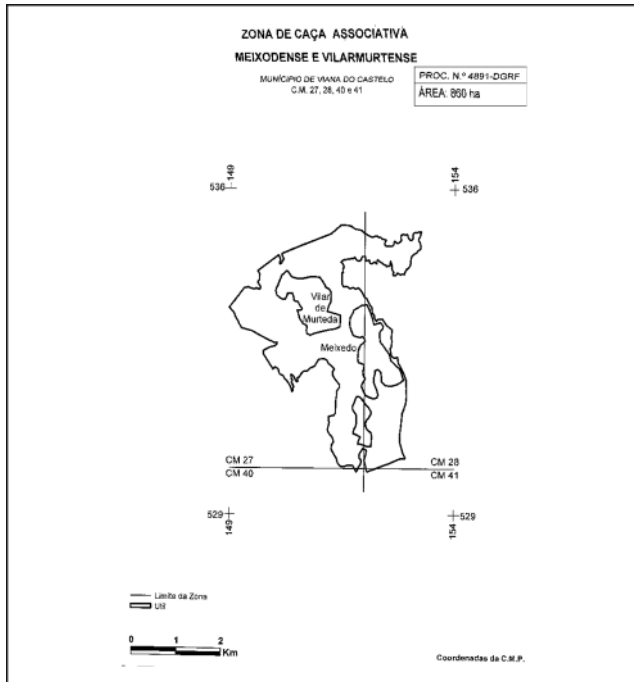 ZONA DE CAÇA ASSOCIATIVA
MEIXODENSE E VILARMURTENSE
MUNICÍPIO DE VIANA DO CASTELO
C.M. 27, 28, 40 e 41
PROC. N.º 4891-DGRF
ÁREA: 860 ha
149
154
536
536
Vilar
de
Murteda
Meixedo
CM 27
CM 28
CM 40
CM 41
529
529
149
154
Limite da Zona
Util
0 1 2
Km
Coordenadas da C.M.P.